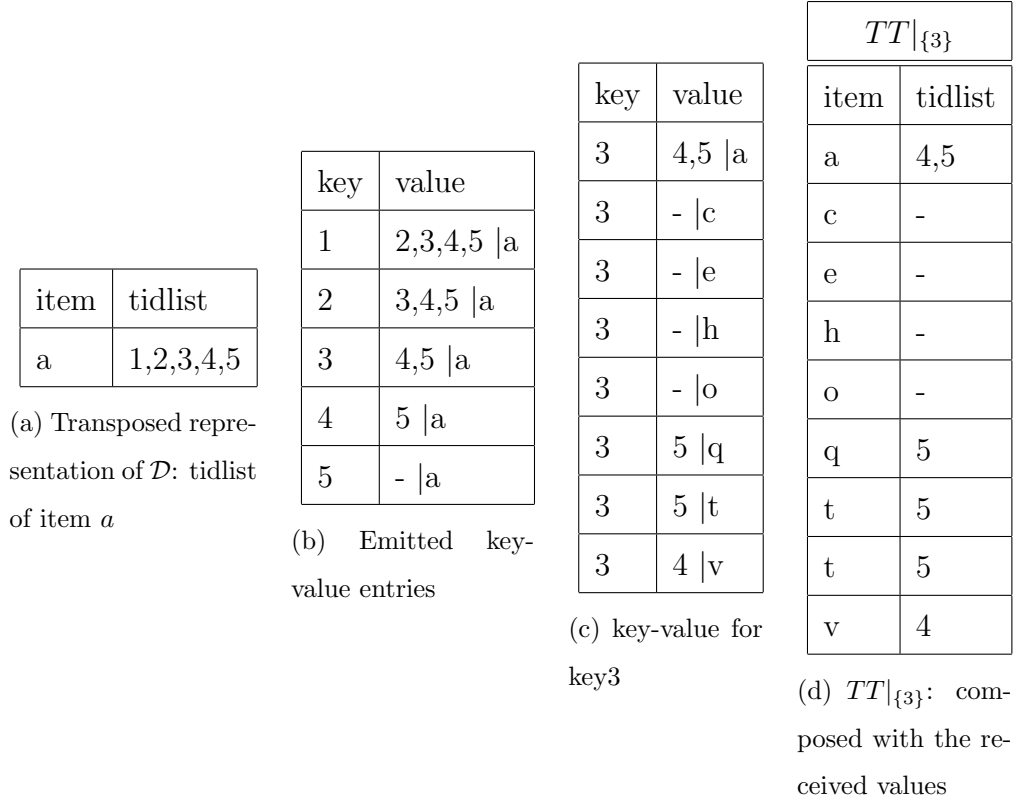 item tidlist
a 1,2,3,4,5
(a) Transposed repre-
sentation of 𝒟: tidlist
of item a
key value
1 2,3,4,5 |a
2 3,4,5 |a
3 4,5 |a
4 5 |a
5 - |a
(b) Emitted key-
value entries
key value
3 4,5 |a
3 - |c
3 - |e
3 - |h
3 - |o
3 5 |q
3 5 |t
3 4 |v
(c) key-value for
key3
TT|{3}
item tidlist
a 4,5
c -
e -
h -
o -
q 5
t 5
t 5
v 4
(d) TT|{3}: com-
posed with the re-
ceived values